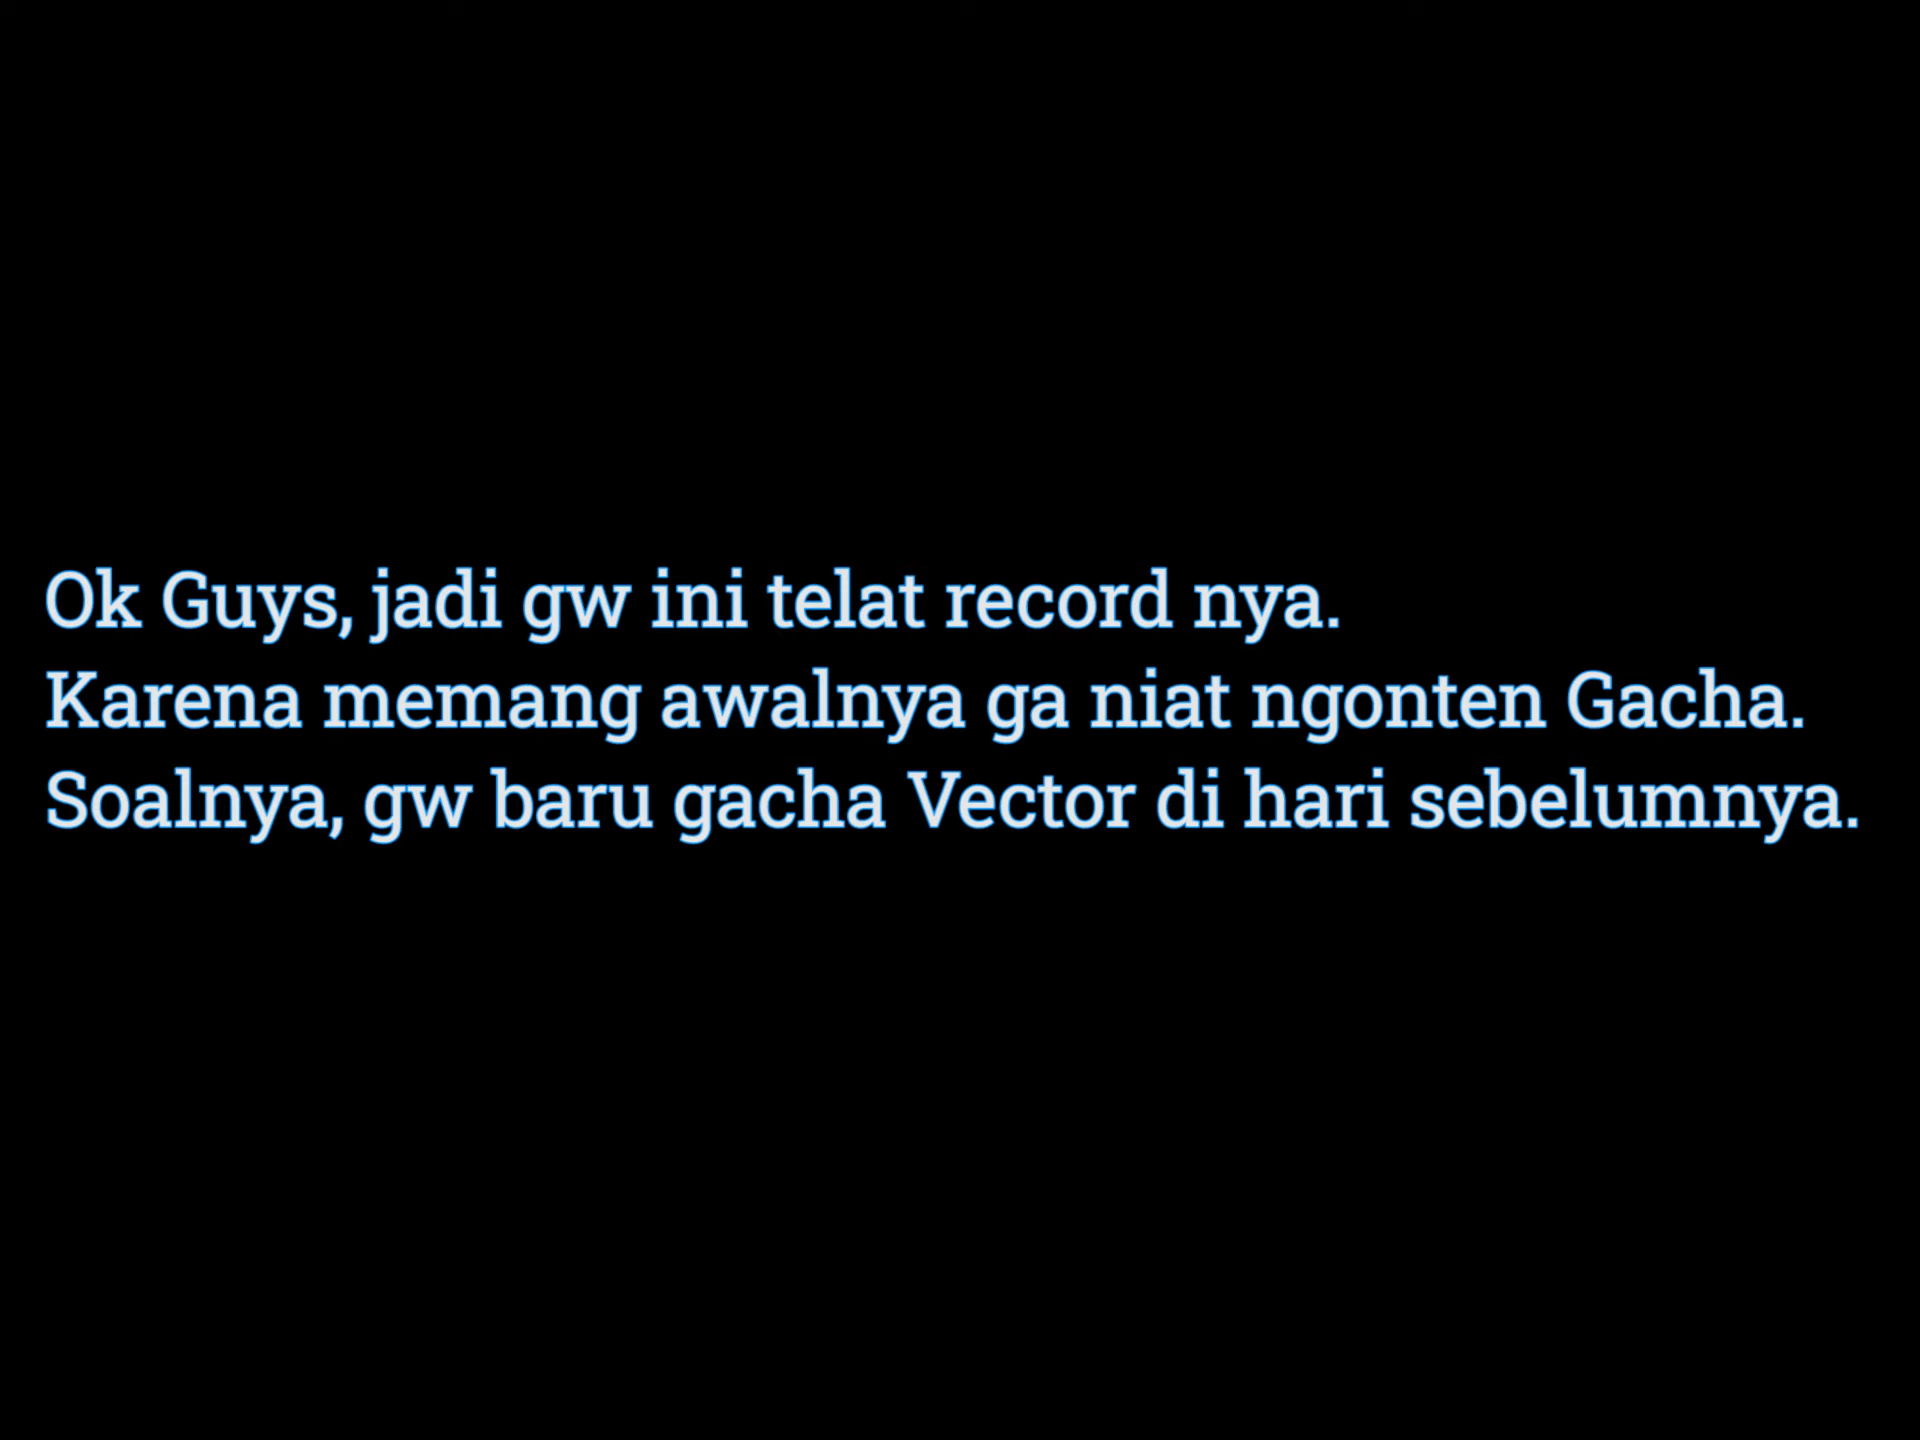 Ok Guys, jadi gw ini telat record nya.
Karena memang awalnya ga niat ngonten Gacha.
Soalnya, gw baru gacha Vector di hari sebelumnya.